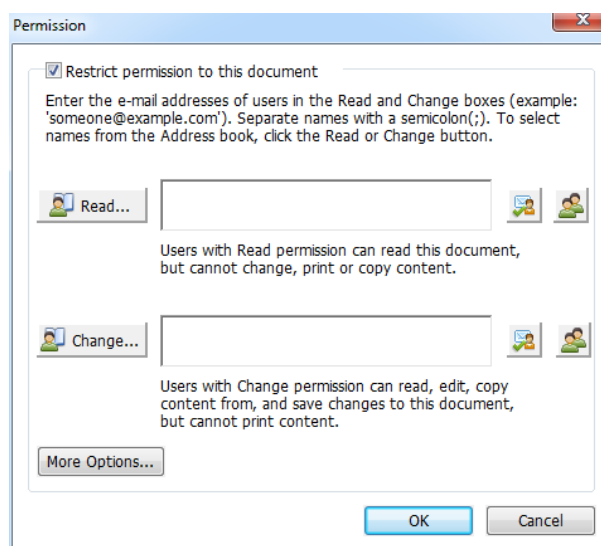 Permission
Restrict permission to this document
Enter the e-mail addresses of users in the Read and Change boxes (example:
'someone@example.com'). Separate names with a semicolon(;). To select
names from the Address book, click the Read or Change button.
Read...
Users with Read permission can read this document,
but cannot change, print or copy content.
Change...
Users with Change permission can read, edit, copy
content from, and save changes to this document,
but cannot print content.
More Options...
OK Cancel